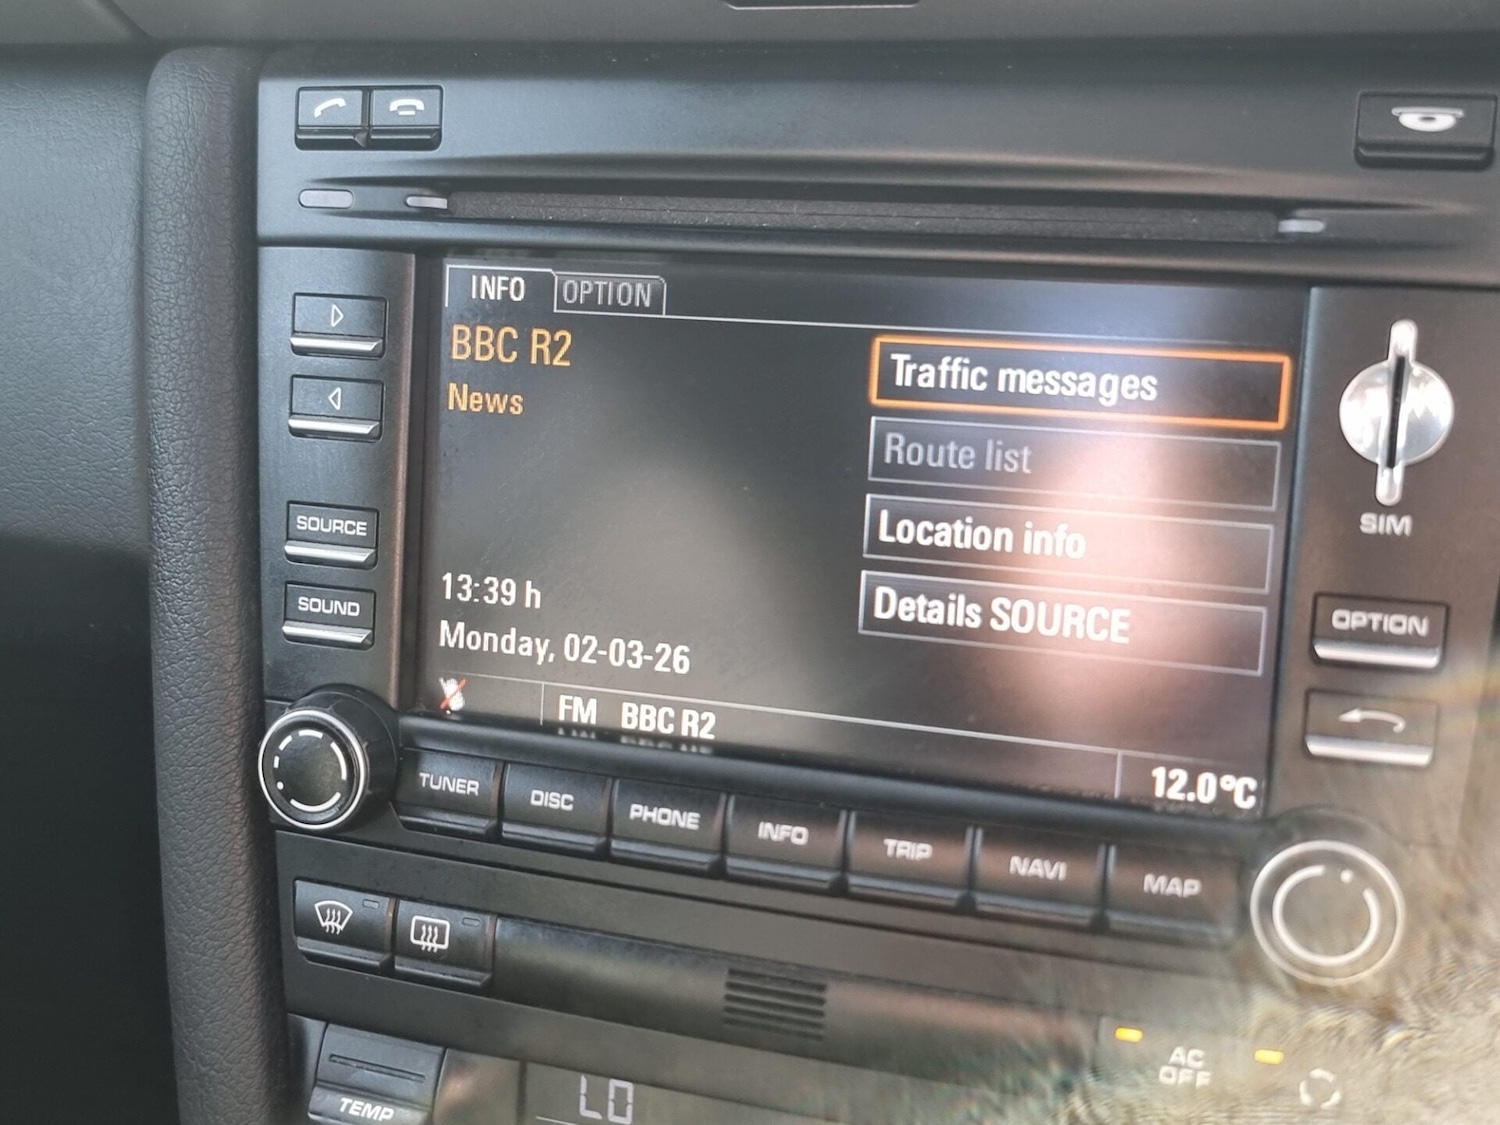 INFO OPTION
BBC R2
News
Traffic messages
Route list
Location info
Details SOURCE
13:39 h
Monday, 02-03-26
FM BBC R2
12.0°C
SOURCE
SOUND
SIM
OPTION
TUNER DISC PHONE INFO TRIP NAVI MAP
AC
OFF
TEMP
LO